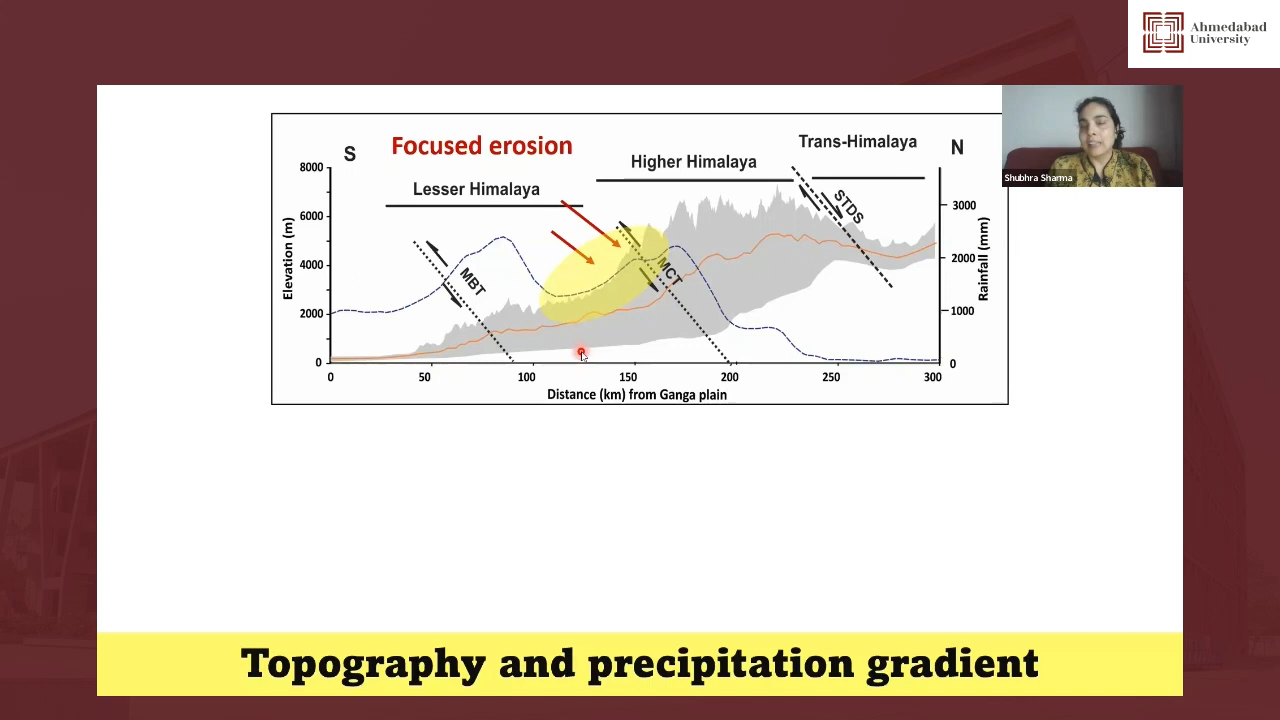 Ahmedabad
University
S
Focused erosion
Trans-Himalaya
N
Higher Himalaya
Lesser Himalaya
Shubhra Sharma
8000
6000
4000
2000
0
Elevation (m)
MBT
MCT
STDS
3000
2000
1000
0
Rainfall (mm)
0 50 100 150 200 250 300
Distance (km) from Ganga plain
Topography and precipitation gradient